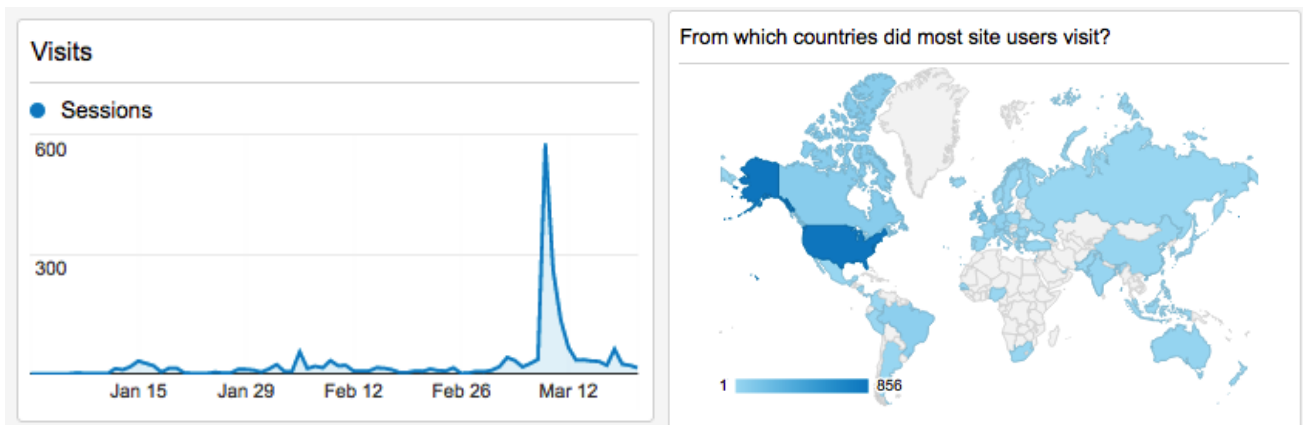 Visits
Sessions
600
300
Jan 15 Jan 29 Feb 12 Feb 26 Mar 12
From which countries did most site users visit?
1 856